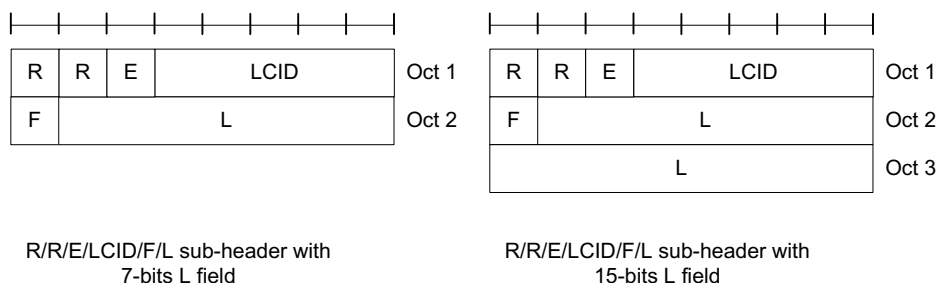 R R E LCID Oct 1
F L Oct 2
R/R/E/LCID/F/L sub-header with
7-bits L field
R R E LCID Oct 1
F L Oct 2
L Oct 3
R/R/E/LCID/F/L sub-header with
15-bits L field